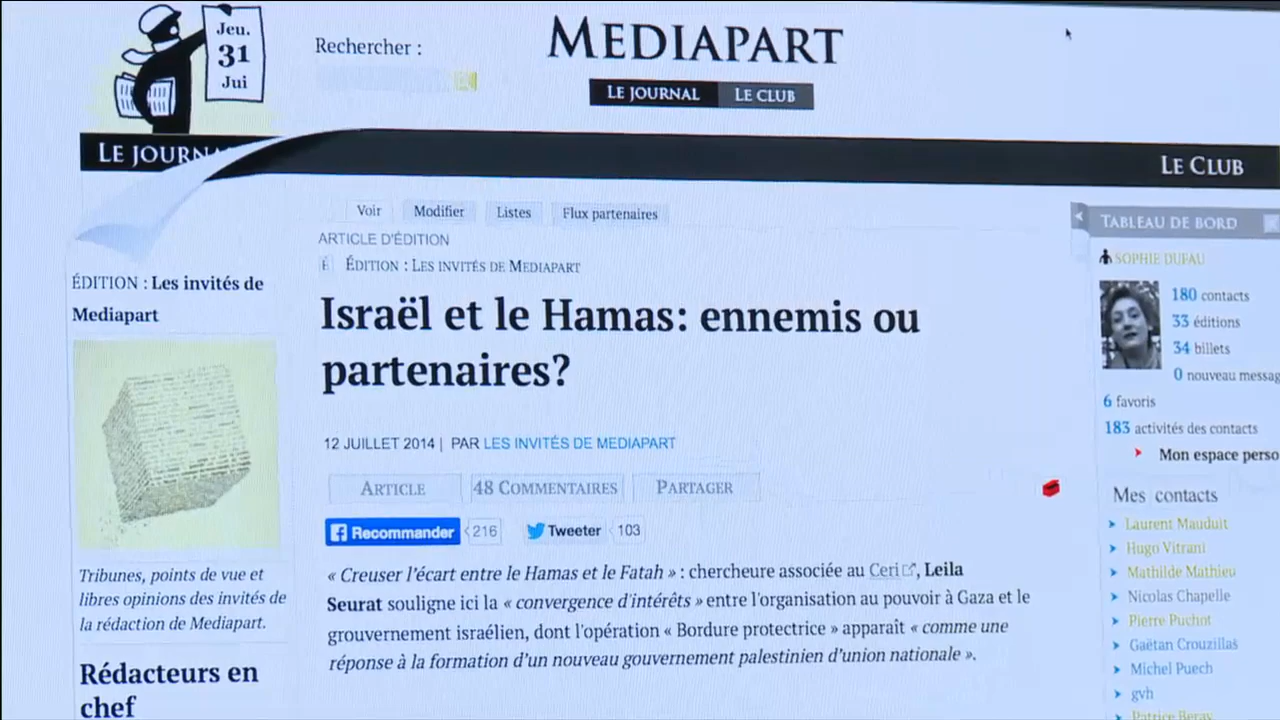 Jeu.
31
Jui
Rechercher :
MEDIAPART
LE JOURNAL LE CLUB
LE JOURNA
LE CLUB
Voir Modifier Listes Flux partenaires
ARTICLE D'ÉDITION
ÉDITION : LES INVITÉS DE MEDIAPART
Israël et le Hamas: ennemis ou
partenaires?
12 JUILLET 2014 | PAR LES INVITÉS DE MEDIAPART
ARTICLE 48 COMMENTAIRES PARTAGER
Recommander 216 Tweeter 103
« Creuser l'écart entre le Hamas et le Fatah » : chercheure associée au Ceri, Leila
Seurat souligne ici la « convergence d'intérêts » entre l'organisation au pouvoir à Gaza et le
grouvernement israélien, dont l'opération « Bordure protectrice » apparaît « comme une
réponse à la formation d'un nouveau gouvernement palestinien d'union nationale ».
ÉDITION : Les invités de
Mediapart
Tribunes, points de vue et
libres opinions des invités de
la rédaction de Mediapart.
Rédacteurs en
chef
TABLEAU DE BORD
SOPHIE DUFAU
180 contacts
33 éditions
34 billets
0 nouveau messag
6 favoris
183 activités des contacts
Mon espace perso
Mes contacts
Laurent Mauduit
Hugo Vitrani
Mathilde Mathieu
Nicolas Chapelle
Pierre Puchot
Gaëtan Crouzillas
Michel Puech
gvh
Patrice Beray